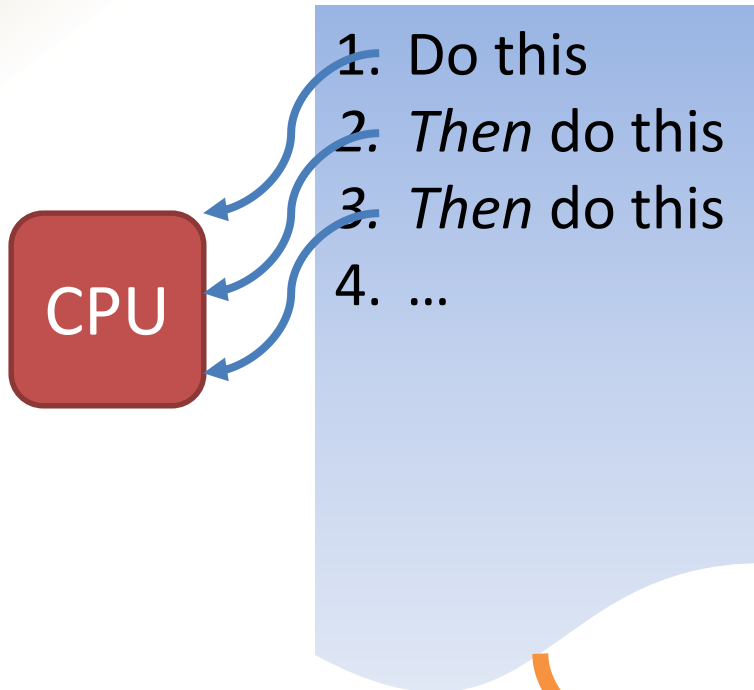 1. Do this
2. Then do this
3. Then do this
4. …
CPU